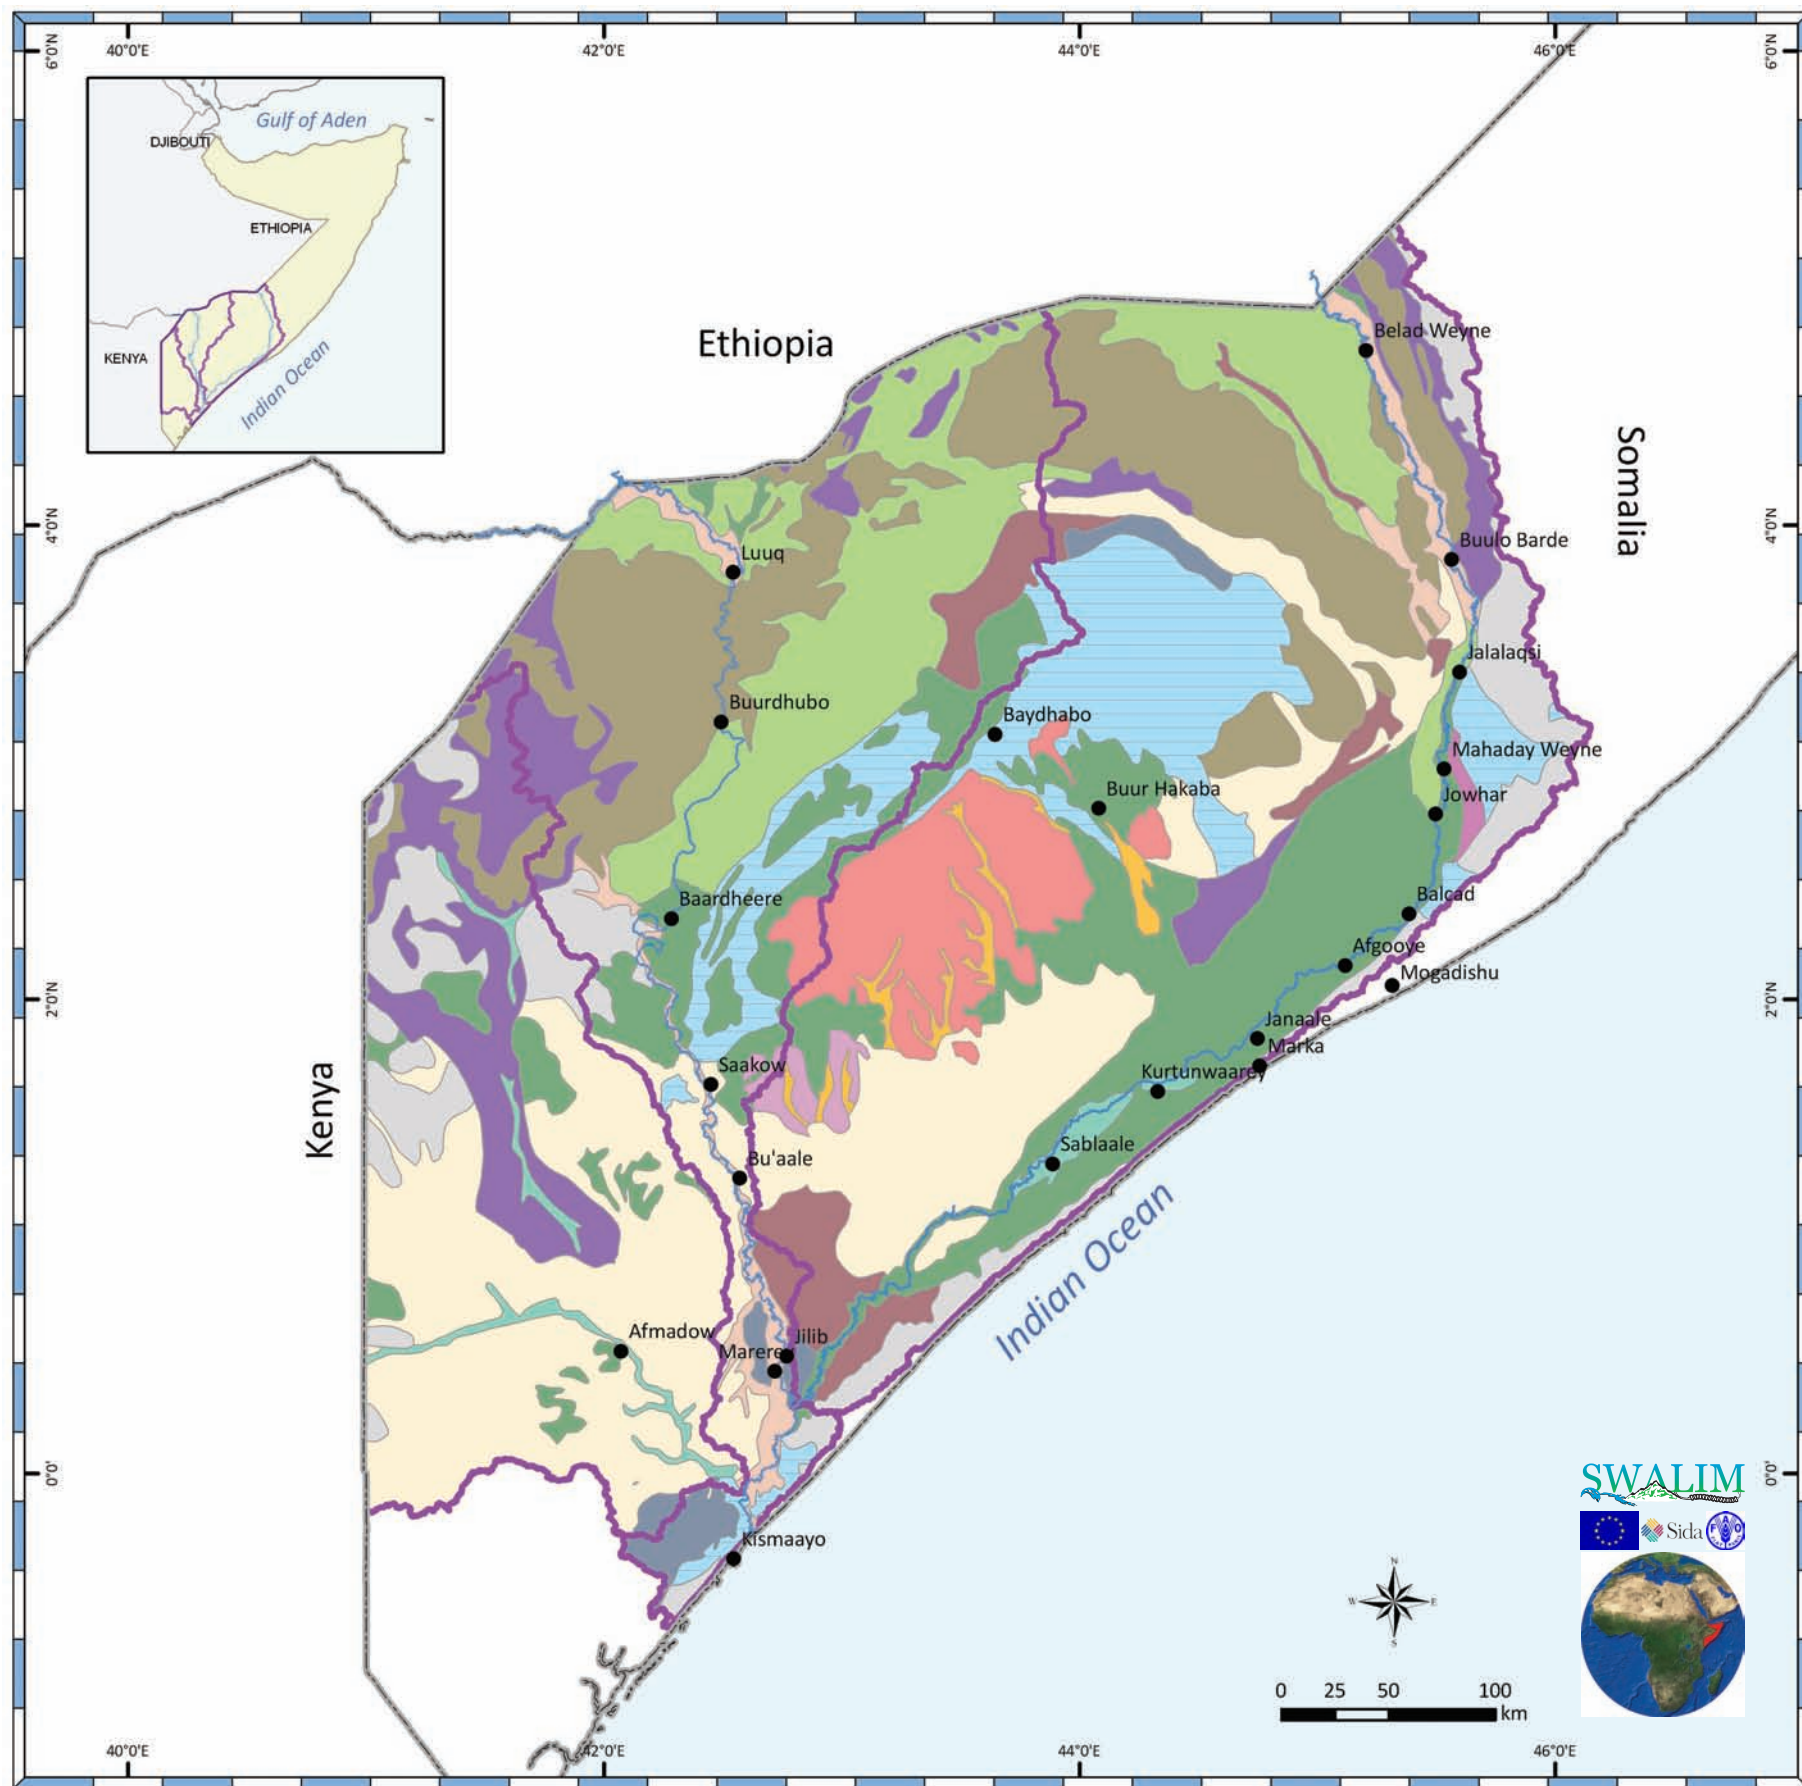 40°0'E
42°0'E
44°0'E
46°0'E
6°0'N
6°0'N
Gulf of Aden
DJIBOUTI
ETHIOPIA
KENYA
Indian Ocean
Ethiopia
Belad Weyne
Somalia
4°0'N
4°0'N
Luuq
Buulo Barde
Jalalaqsi
Buurdhubo
Baydhabo
Mahaday Weyne
Buur Hakaba
Jowhar
Baardheere
Balcad
Afgooye
Mogadishu
2°0'N
2°0'N
Janaale
Marka
Saakow
Kurtunwaarey
Kenya
Sablaale
Bu'aale
Indian Ocean
Afmadow
Jilib
Marerey
0°0'
0°0'
SWALIM
Sida
FAO
Kismaayo
N
W
E
S
0
25
50
100
km
40°0'E
42°0'E
44°0'E
46°0'E